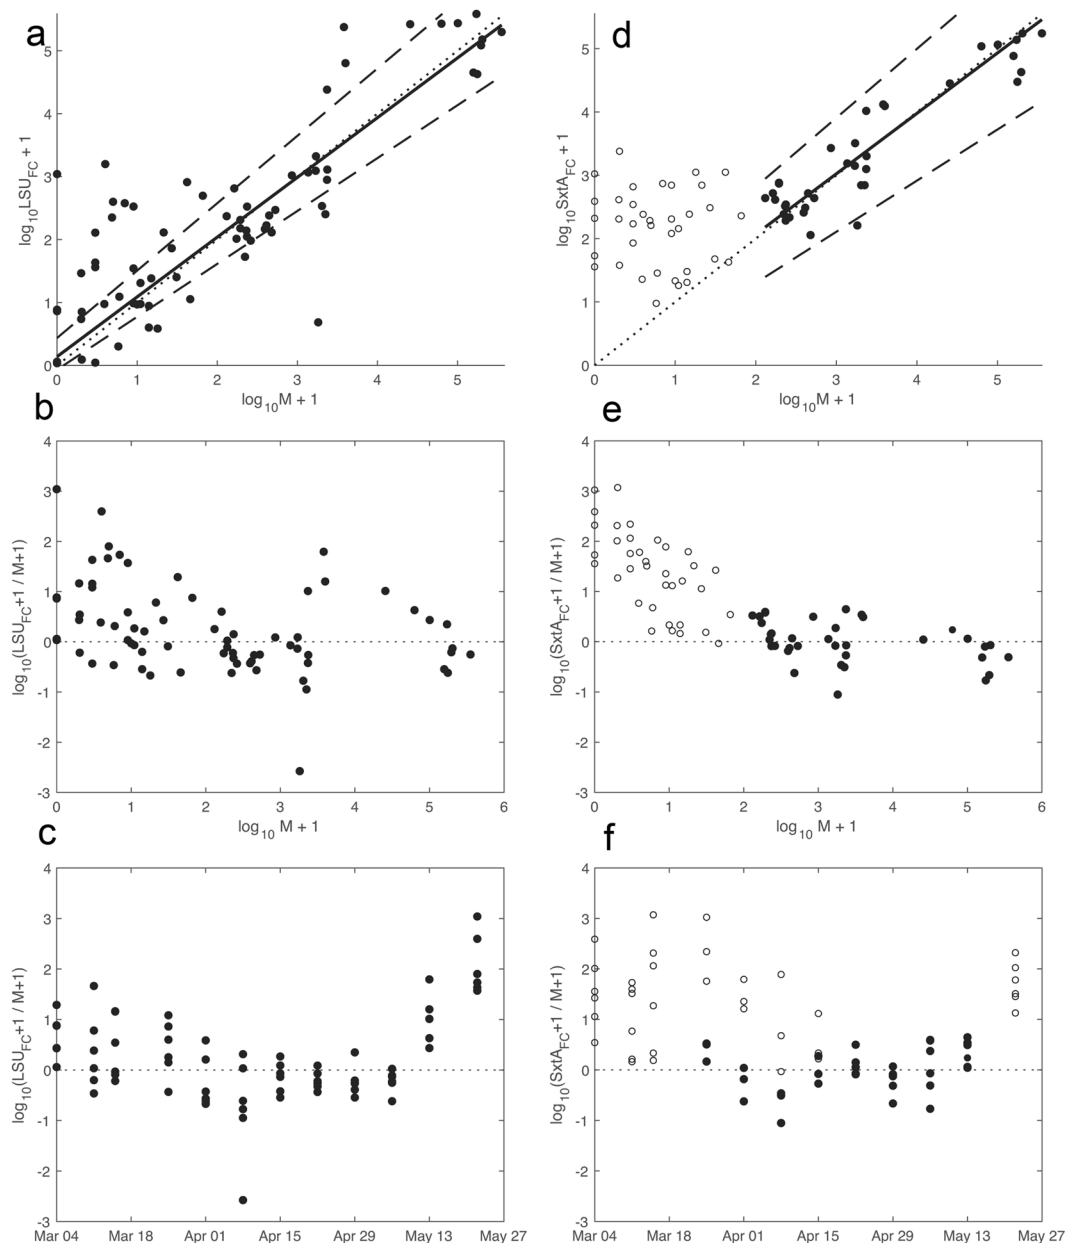 a
log10LSUFC + 1
5
4
3
2
1
0
0 1 2 3 4 5
log10M + 1
d
log10SxtAFC + 1
5
4
3
2
1
0
0 1 2 3 4 5
log10M + 1
b
log10(LSUFC+1 / M+1)
4
3
2
1
0
-1
-2
-3
0 1 2 3 4 5 6
log10 M + 1
e
log10(SxtAFC+1 / M+1)
4
3
2
1
0
-1
-2
-3
0 1 2 3 4 5 6
log10 M + 1
c
log10(LSUFC+1 / M+1)
4
3
2
1
0
-1
-2
-3
Mar 04 Mar 18 Apr 01 Apr 15 Apr 29 May 13 May 27
f
log10(SxtAFC+1 / M+1)
4
3
2
1
0
-1
-2
-3
Mar 04 Mar 18 Apr 01 Apr 15 Apr 29 May 13 May 27